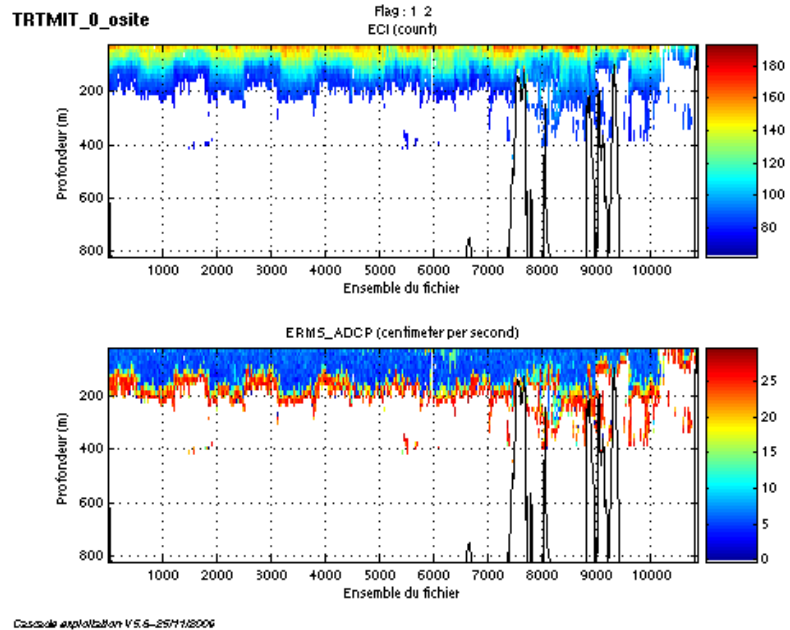 TRTMIT_0_osite
Flag : 1 2
ECI (count)
Profondeur (m)
200
400
600
800
1000 2000 3000 4000 5000 6000 7000 8000 9000 10000
Ensemble du fichier
180
160
140
120
100
80
ERMS_ADCP (centimeter per second)
Profondeur (m)
200
400
600
800
1000 2000 3000 4000 5000 6000 7000 8000 9000 10000
Ensemble du fichier
25
20
15
10
5
0
Cascade exploitation V 5.6-25/11/2009